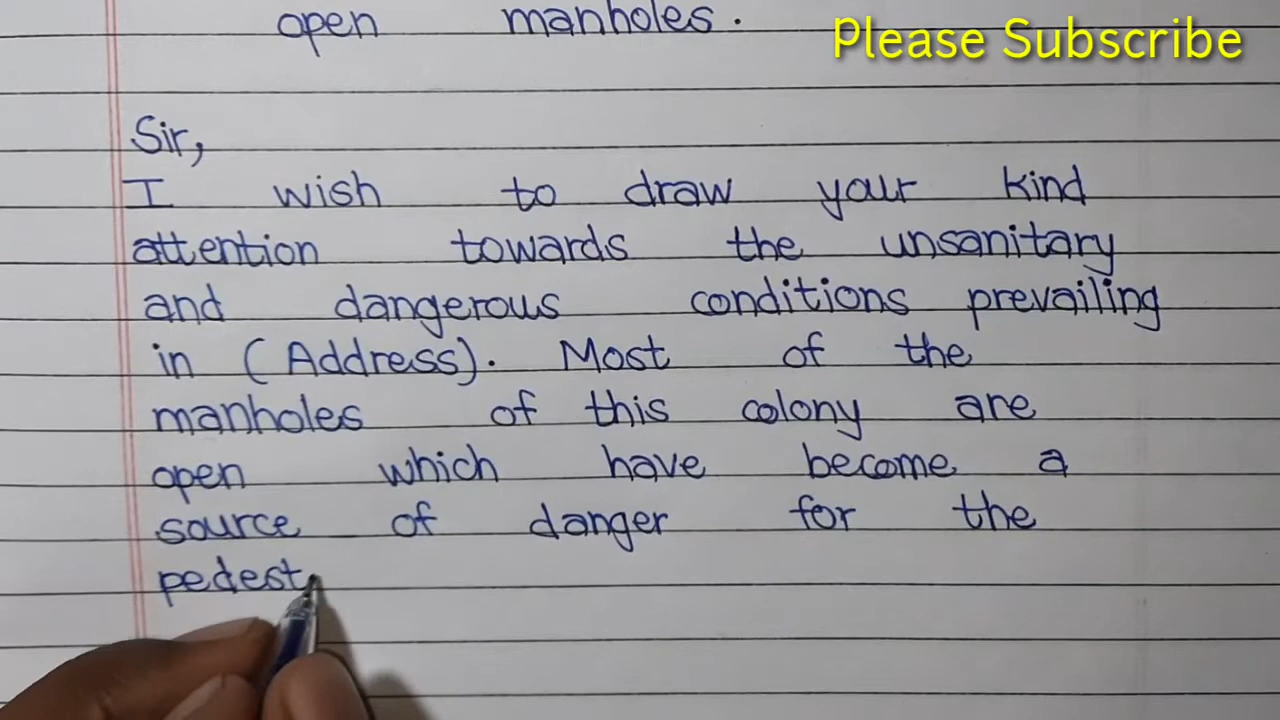 open manholes.
Please Subscribe
Sir,
I wish to draw your kind
attention towards the unsanitary
and dangerous conditions prevailing
in (Address). Most of the
manholes of this colony are
open which have become a
source of danger for the
pedest